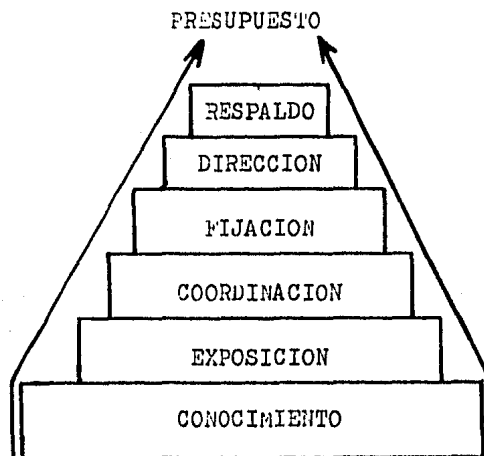 PRESUPUESTO
RESPALDO
DIRECCION
FIJACION
COORDINACION
EXPOSICION
CONOCIMIENTO